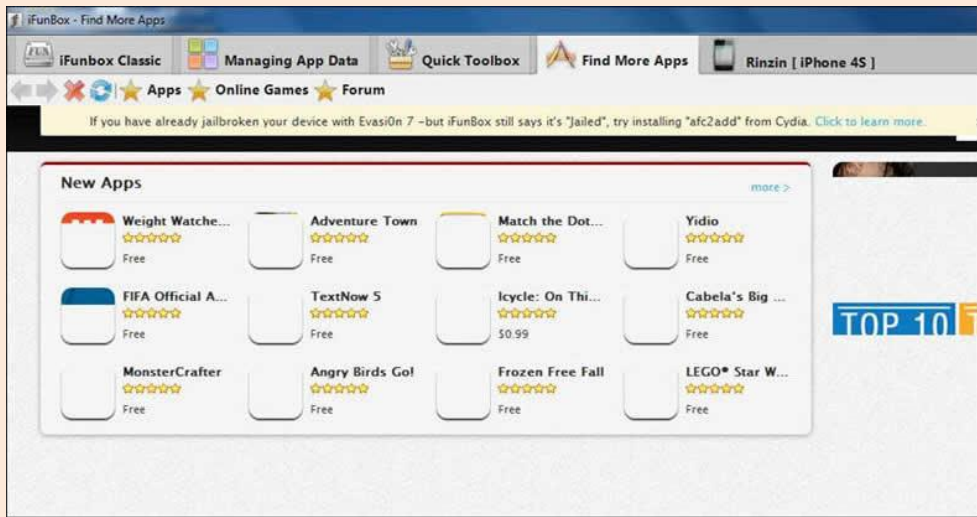 iFunBox - Find More Apps
iFunbox Classic Managing App Data Quick Toolbox Find More Apps Rinzin [ iPhone 4S ]
Apps Online Games Forum
If you have already jailbroken your device with Evasi0n 7 -but iFunBox still says it's "Jailed", try installing "afc2add" from Cydia. Click to learn more.
New Apps more >
Weight Watche... Adventure Town Match the Dot... Yidio
Free Free Free Free
FIFA Official A... TextNow 5 Icycle: On Thi... Cabela's Big ...
Free Free $0.99 Free
MonsterCrafter Angry Birds Go! Frozen Free Fall LEGO® Star W...
Free Free Free Free
TOP 10